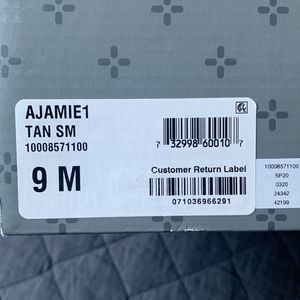 AJAMIE1
TAN SM
10008571100
9 M
7 32998 60010 7
Customer Return Label
071036966291
10008571100
SP20
0320
24342
42199